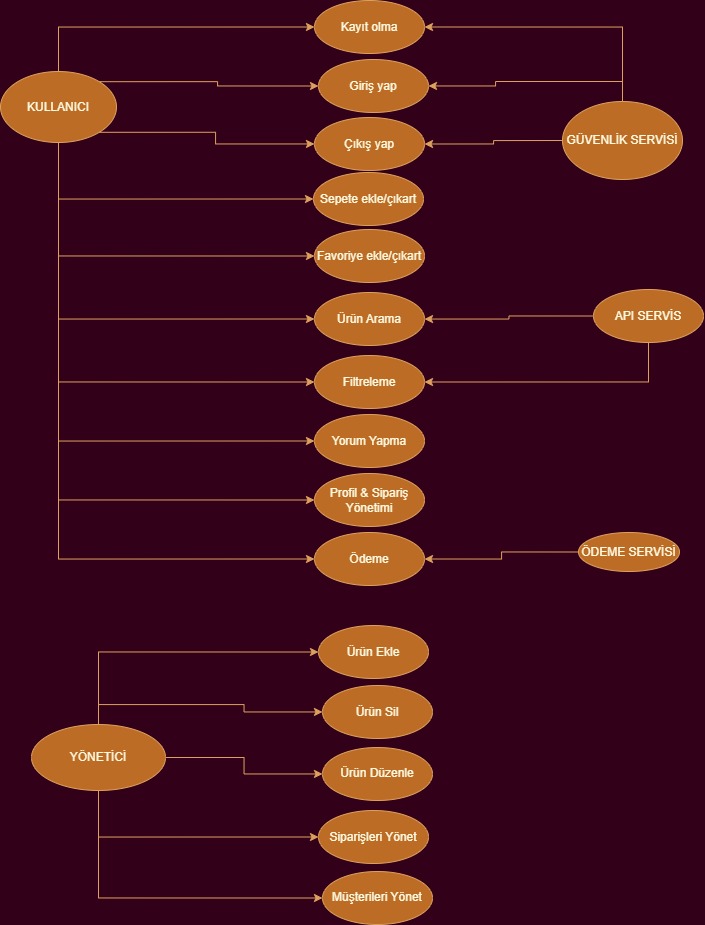 Kayıt olma
Giriş yap
KULLANICI
GÜVENLİK SERVİSİ
Çıkış yap
Sepete ekle/çıkart
Favoriye ekle/çıkart
Ürün Arama
API SERVİS
Filtreleme
Yorum Yapma
Profil & Sipariş
Yönetimi
Ödeme
ÖDEME SERVİSİ
Ürün Ekle
Ürün Sil
YÖNETİCİ
Ürün Düzenle
Siparişleri Yönet
Müşterileri Yönet